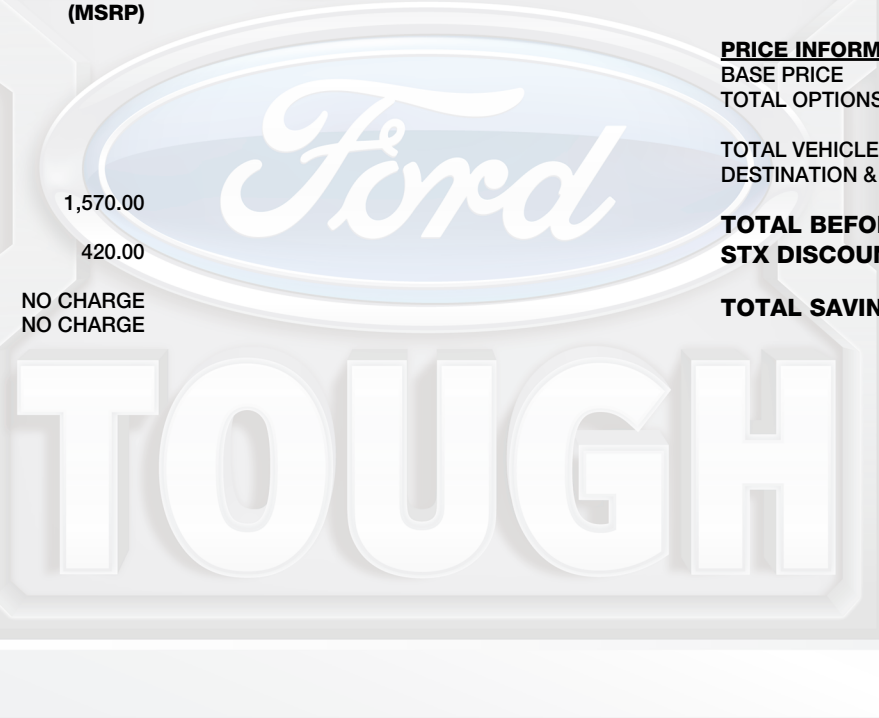 (MSRP)
1,570.00
420.00
NO CHARGE
NO CHARGE
PRICE INFORM
BASE PRICE
TOTAL OPTIONS
TOTAL VEHICLE
DESTINATION &
TOTAL BEFO
STX DISCOU
TOTAL SAVIN
Ford
TOUGH